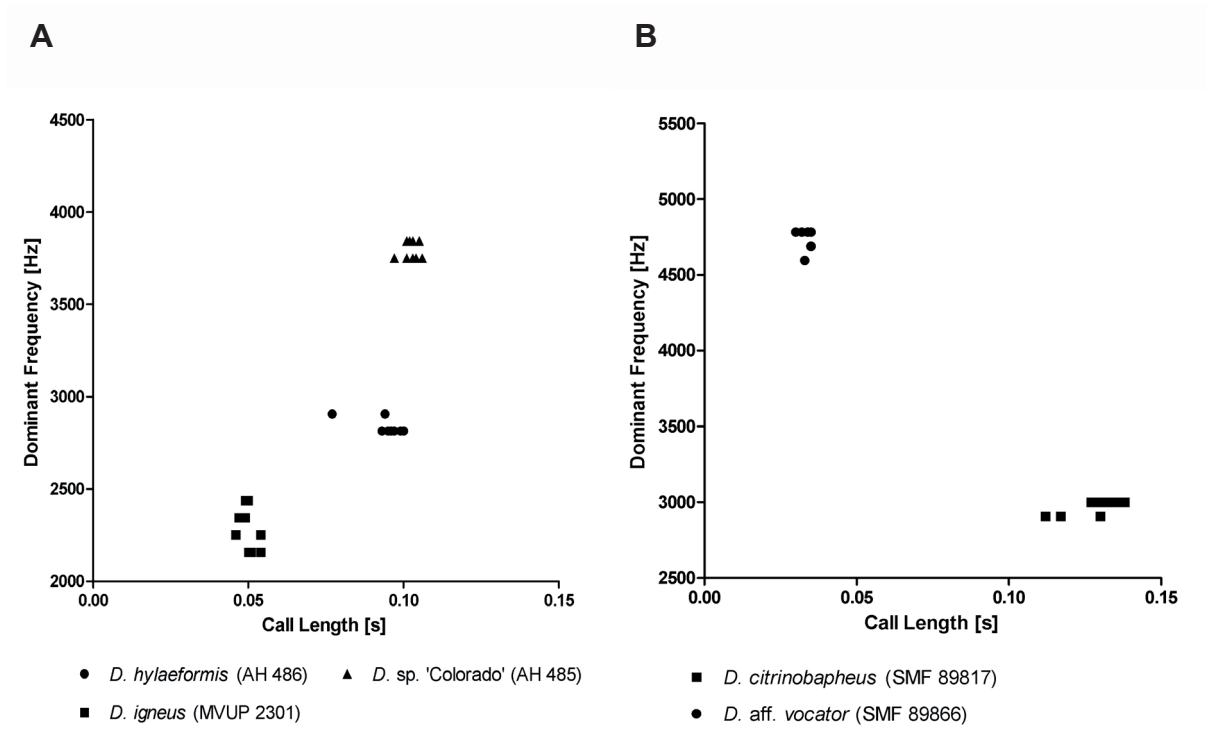 A
B
4500
4000
3500
3000
2500
2000
Dominant Frequency [Hz]
0.00 0.05 0.10 0.15
Call Length [s]
D. hylaeformis (AH 486) D. sp. 'Colorado' (AH 485)
D. igneus (MVUP 2301)
5500
5000
4500
4000
3500
3000
2500
Dominant Frequency [Hz]
0.00 0.05 0.10 0.15
Call Length [s]
D. citrinobapheus (SMF 89817)
D. aff. vocator (SMF 89866)